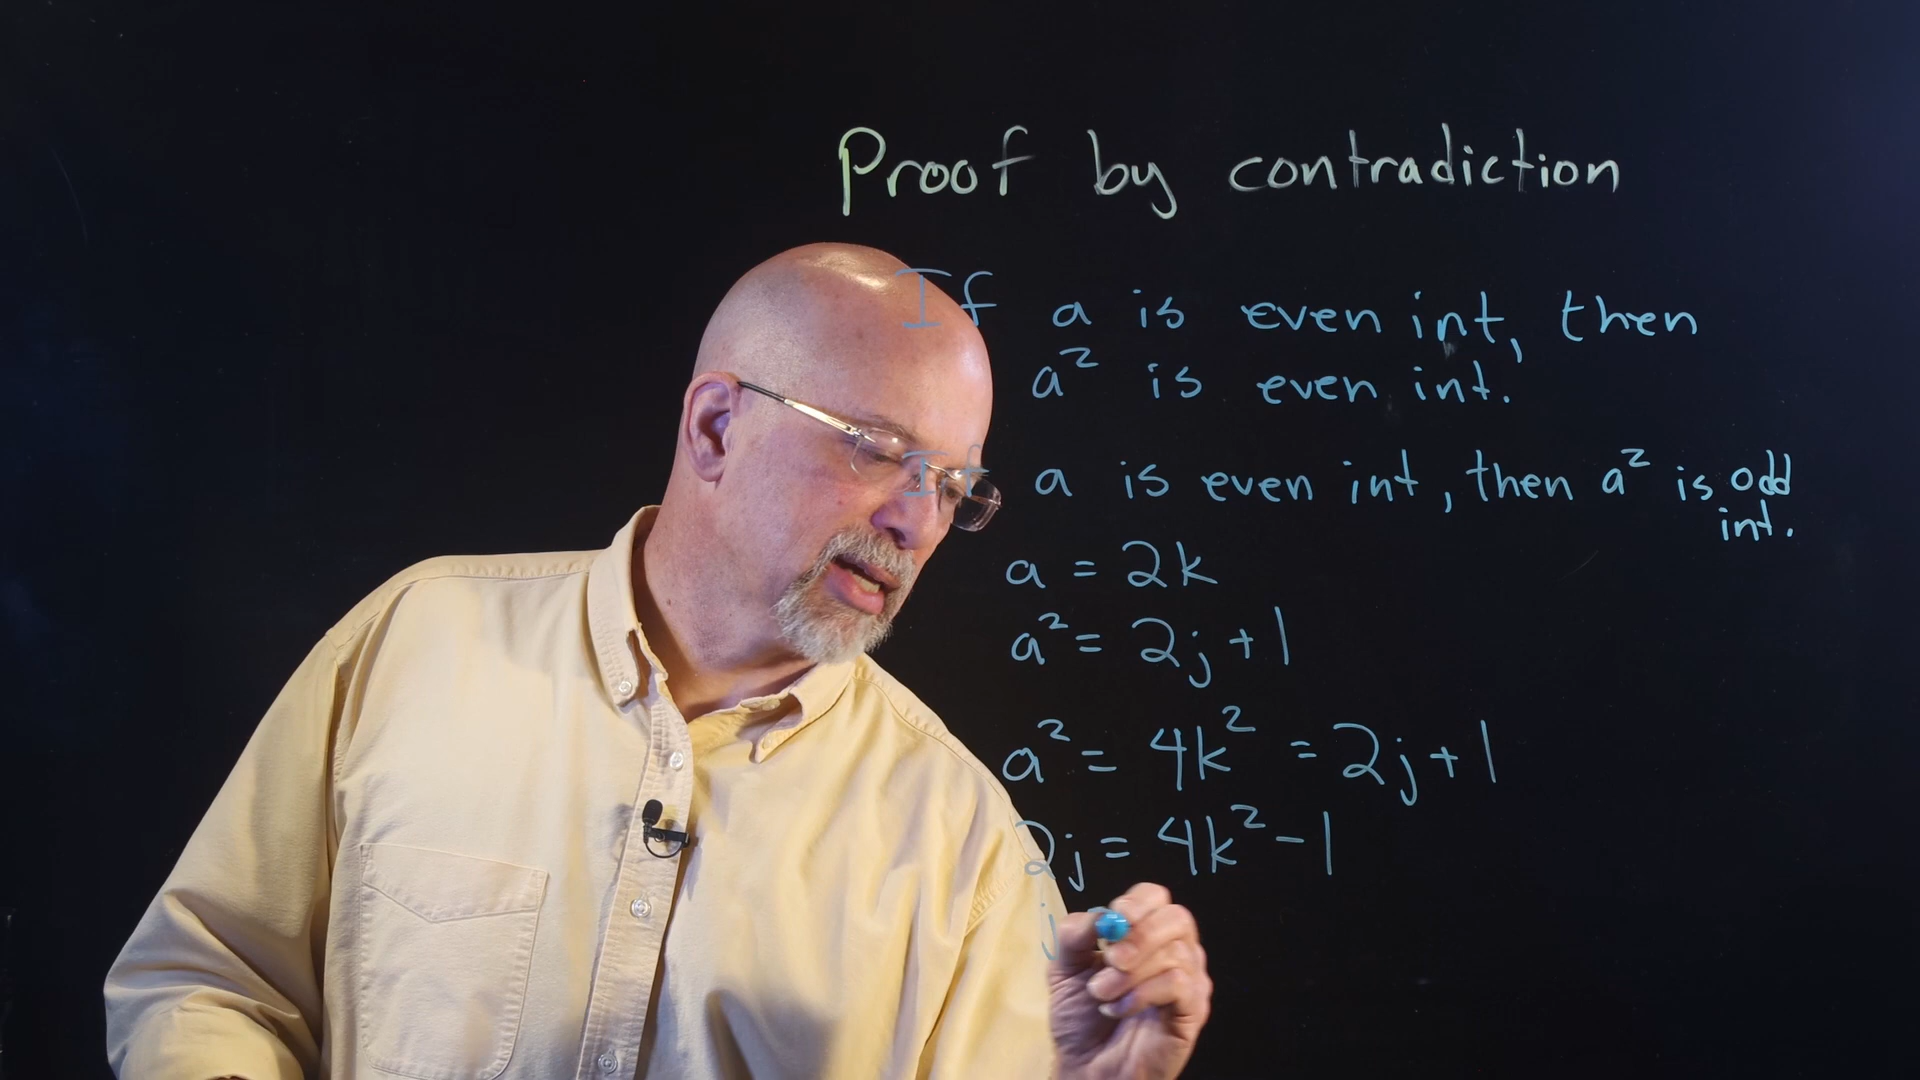 Proof by contradiction
If a is even int, then
a² is even int.
If a is even int, then a² is odd
int.
a = 2k
a² = 2j + 1
a² = 4k² = 2j + 1
2j = 4k² - 1
j